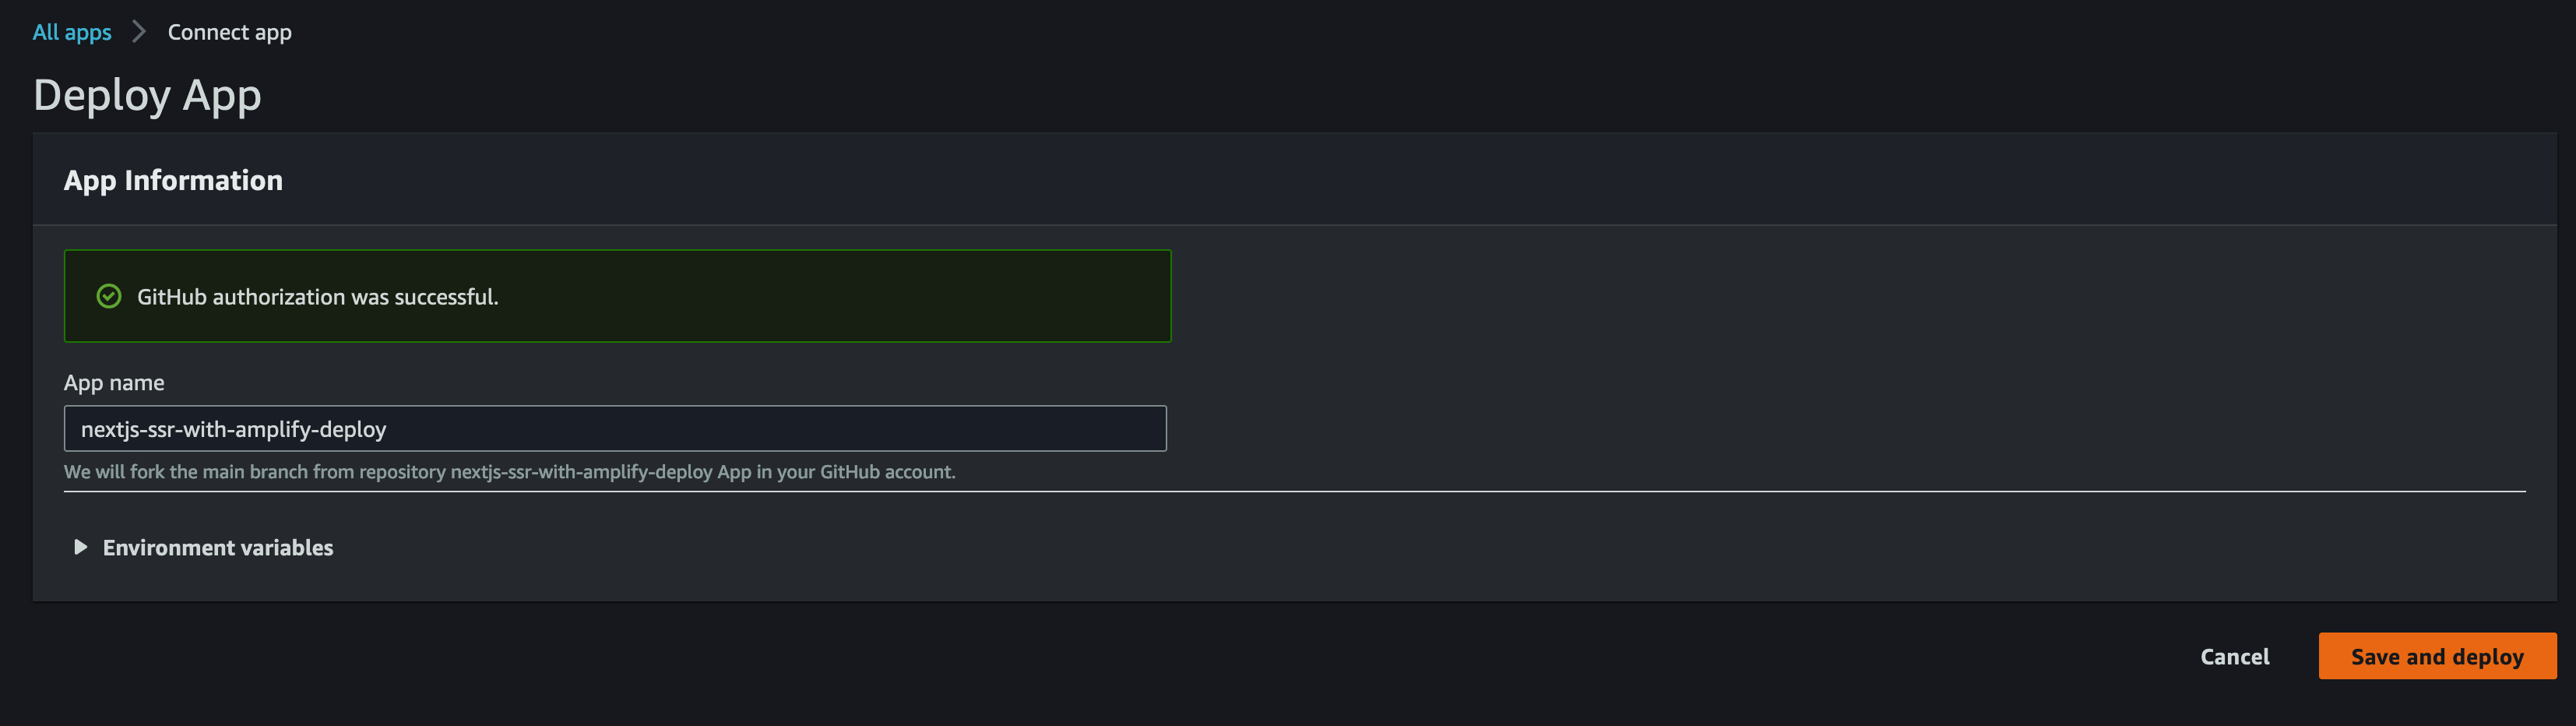 All apps Connect app
Deploy App
App Information
GitHub authorization was successful.
App name
nextjs-ssr-with-amplify-deploy
We will fork the main branch from repository nextjs-ssr-with-amplify-deploy App in your GitHub account.
Environment variables
Cancel Save and deploy